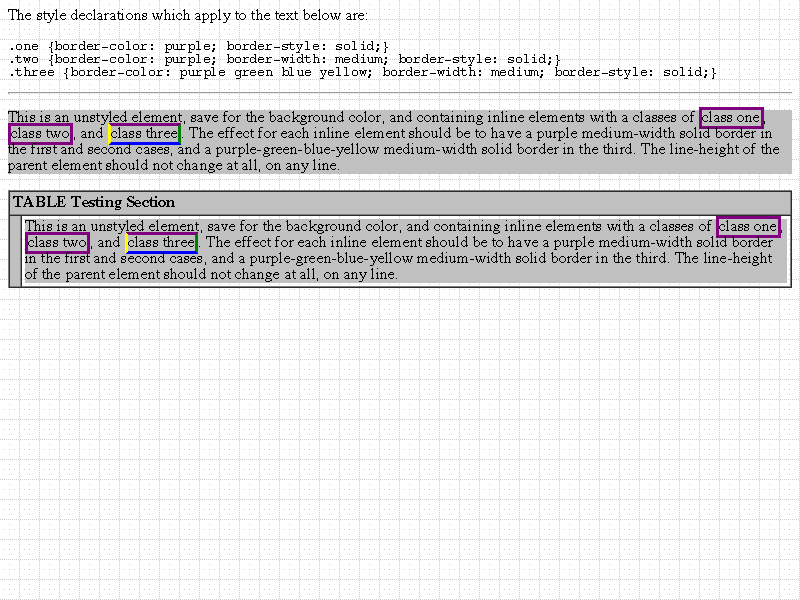 The style declarations which apply to the text below are:
.one {border-color: purple; border-style: solid;}
.two {border-color: purple; border-width: medium; border-style: solid;}
.three {border-color: purple green blue yellow; border-width: medium; border-style: solid;}
This is an unstyled element, save for the background color, and containing inline elements with a classes of class one,
class two, and class three. The effect for each inline element should be to have a purple medium-width solid border in
the first and second cases, and a purple-green-blue-yellow medium-width solid border in the third. The line-height of the
parent element should not change at all, on any line.
TABLE Testing Section
This is an unstyled element, save for the background color, and containing inline elements with a classes of class one,
class two, and class three. The effect for each inline element should be to have a purple medium-width solid border
in the first and second cases, and a purple-green-blue-yellow medium-width solid border in the third. The line-height
of the parent element should not change at all, on any line.